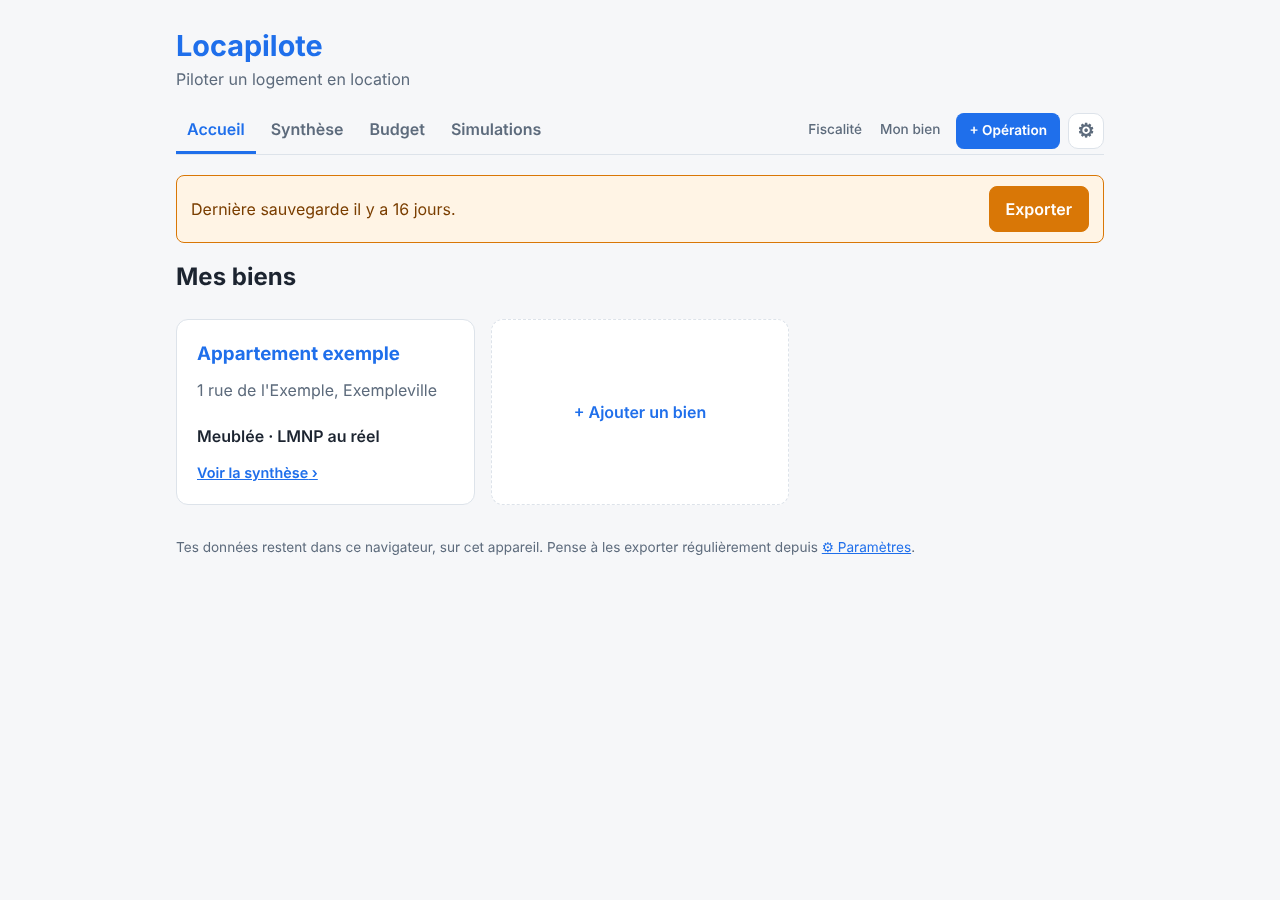 Locapilote
Piloter un logement en location
Accueil Synthèse Budget Simulations Fiscalité Mon bien + Opération ⚙
Dernière sauvegarde il y a 16 jours. Exporter
Mes biens
Appartement exemple
1 rue de l'Exemple, Exempleville
Meublée · LMNP au réel
Voir la synthèse ›
+ Ajouter un bien
Tes données restent dans ce navigateur, sur cet appareil. Pense à les exporter régulièrement depuis ⚙ Paramètres.